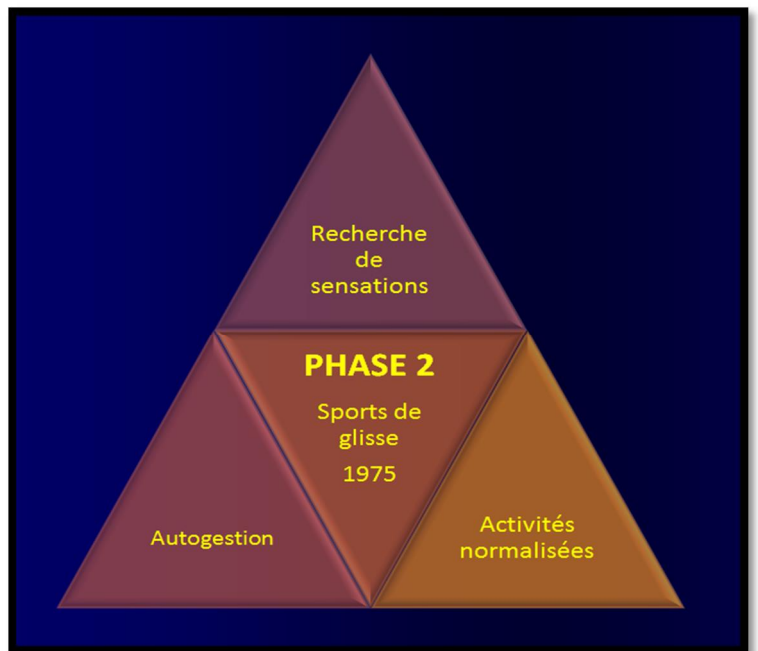 Recherche
de
sensations
PHASE 2
Sports de
glisse
1975
Autogestion
Activités
normalisées